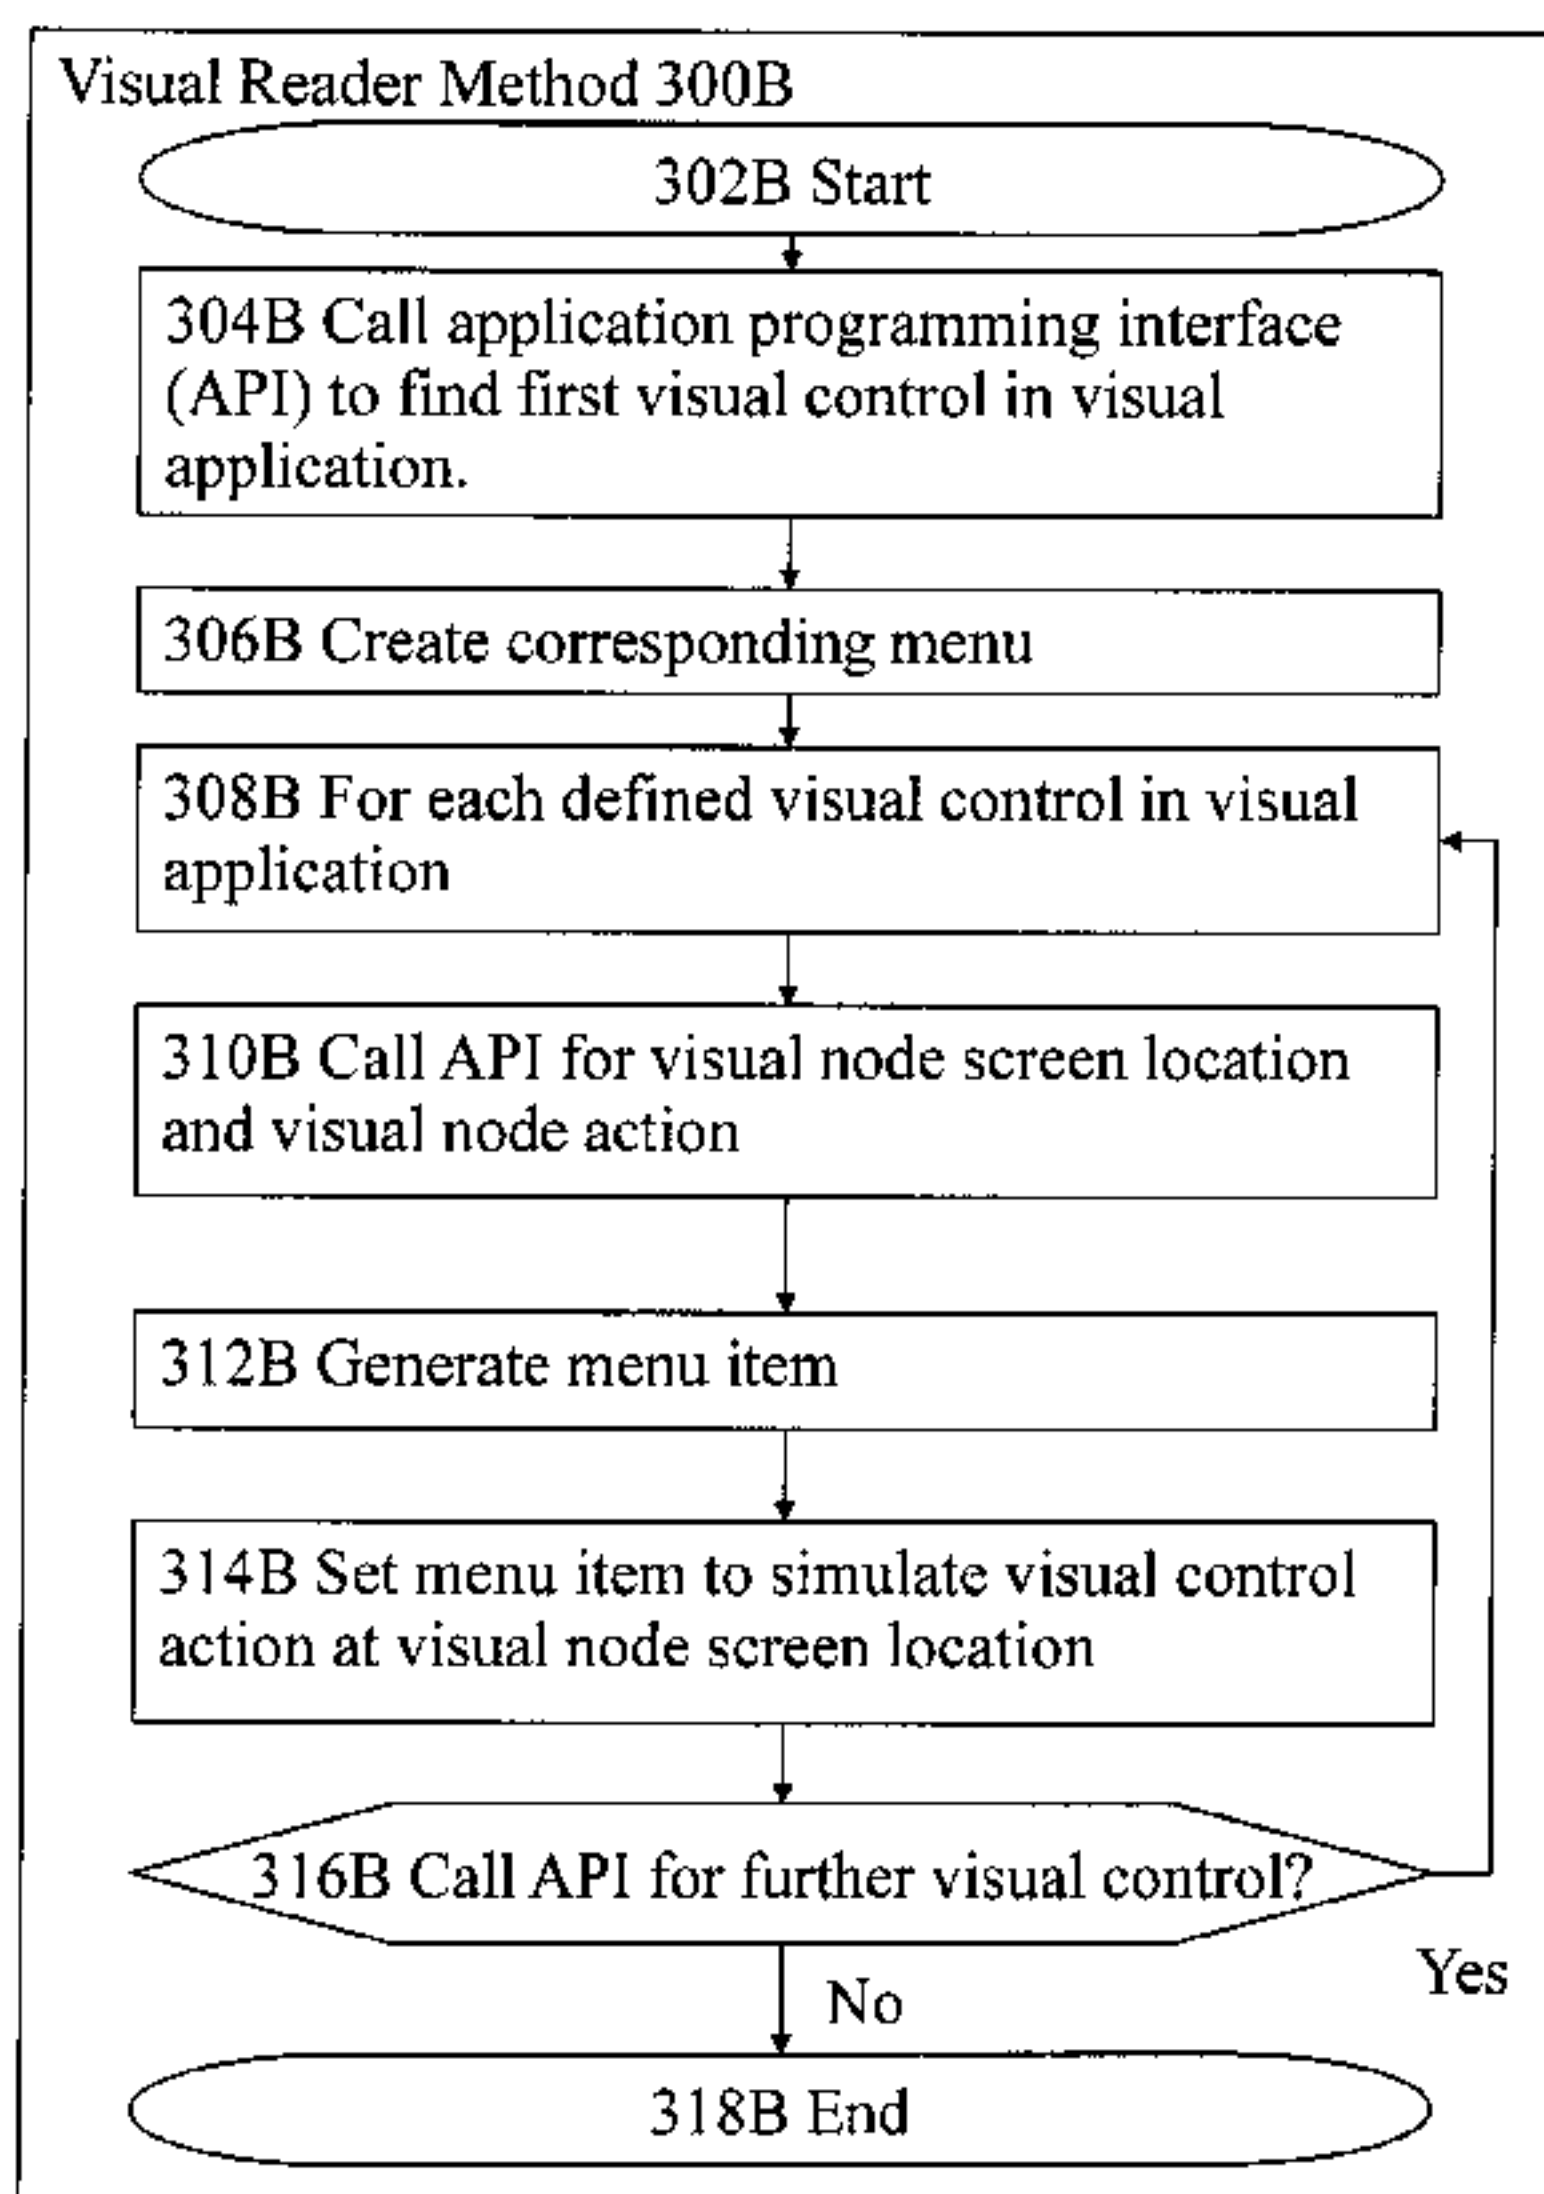 Visual Reader Method 300B
302B Start
304B Call application programming interface
(API) to find first visual control in visual
application.
306B Create corresponding menu
308B For each defined visual control in visual
application
310B Call API for visual node screen location
and visual node action
312B Generate menu item
314B Set menu item to simulate visual control
action at visual node screen location
316B Call API for further visual control?
Yes
No
318B End